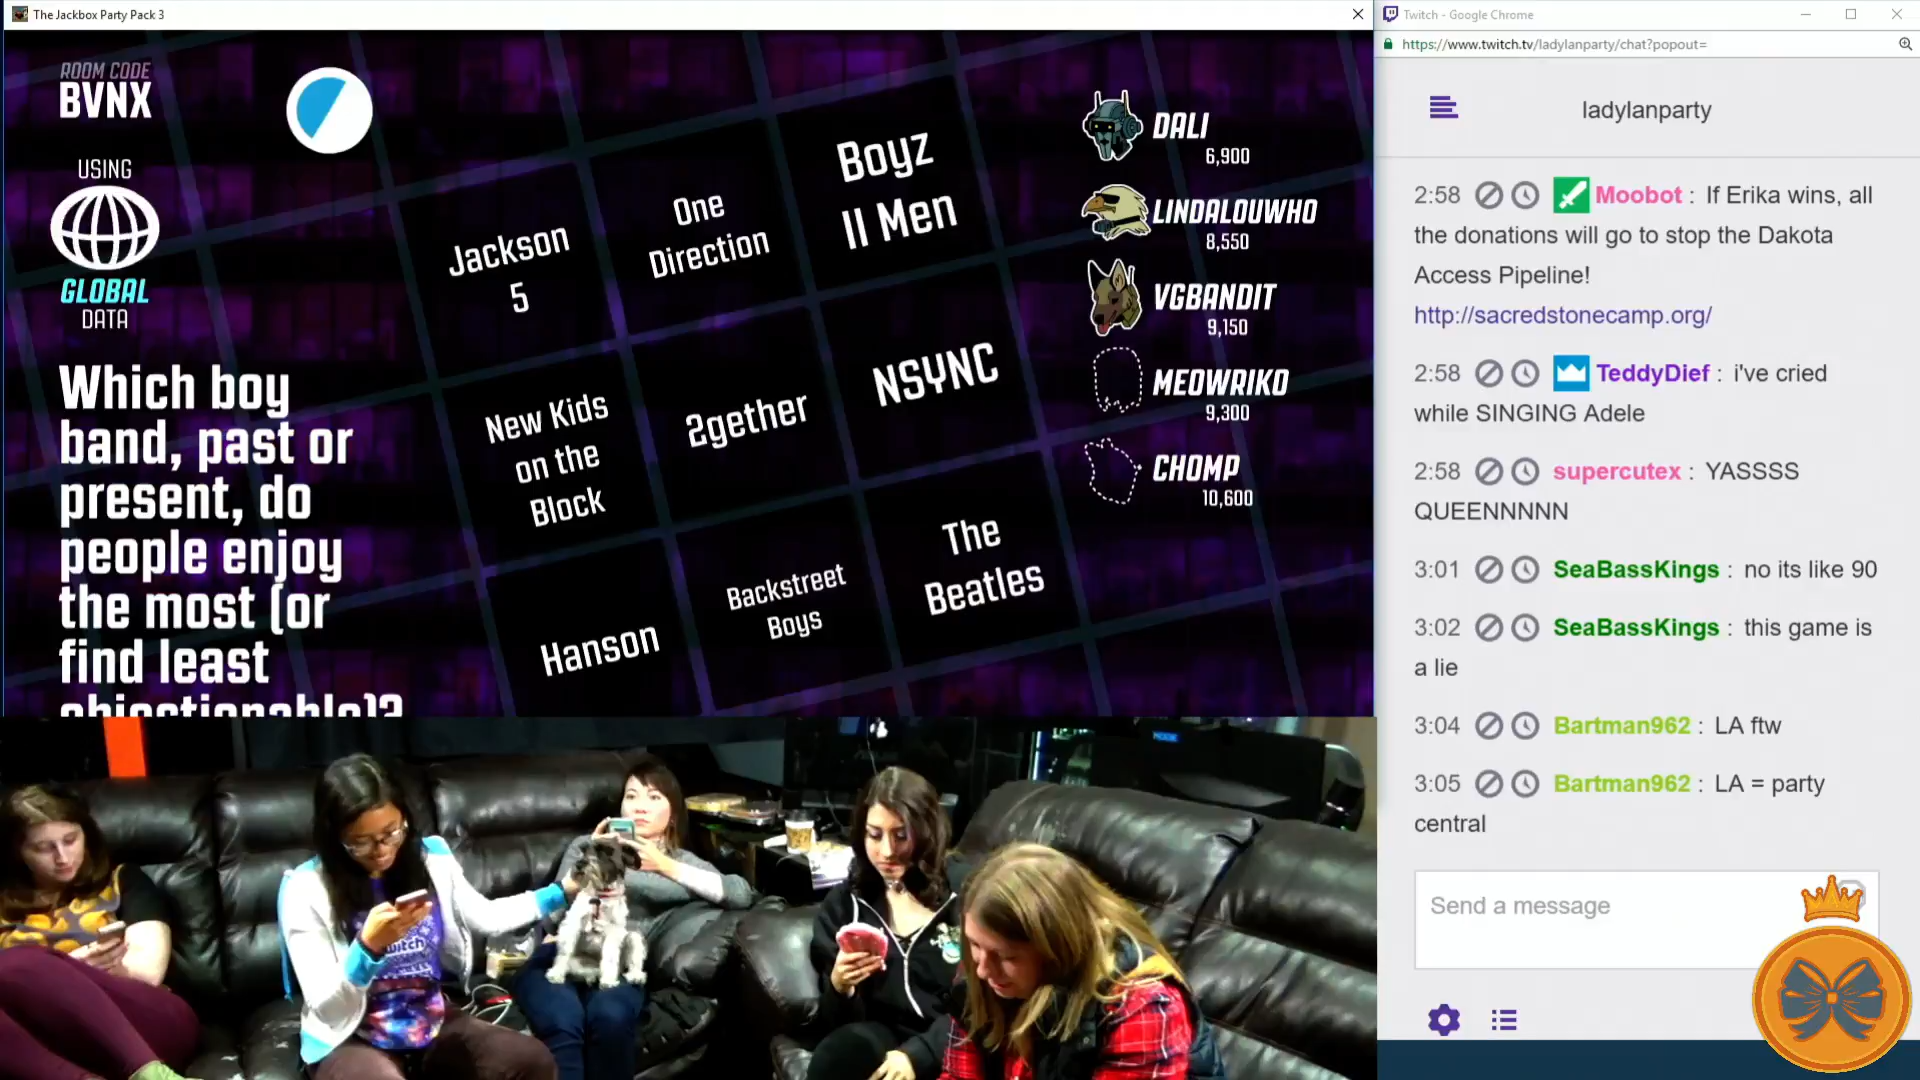 The Jackbox Party Pack 3
ROOM CODE
BVNX
USING
GLOBAL
DATA
Which boy
band, past or
present, do
people enjoy
the most (or
find least
objectionable)?
Jackson
5
One
Direction
Boyz
II Men
New Kids
on the
Block
2gether
NSYNC
Hanson
Backstreet
Boys
The
Beatles
DALI
6,900
LINDALOUWHO
8,550
VGBANDIT
9,150
MEOWRIKO
9,300
CHOMP
10,600
Twitch - Google Chrome
https://www.twitch.tv/ladylanparty/chat?popout=
ladylanparty
2:58 Moobot : If Erika wins, all
the donations will go to stop the Dakota
Access Pipeline!
http://sacredstonecamp.org/
2:58 TeddyDief : i've cried
while SINGING Adele
2:58 supercutex : YASSSS
QUEENNNNN
3:01 SeaBassKings : no its like 90
3:02 SeaBassKings : this game is
a lie
3:04 Bartman962 : LA ftw
3:05 Bartman962 : LA = party
central
Send a message
twitch